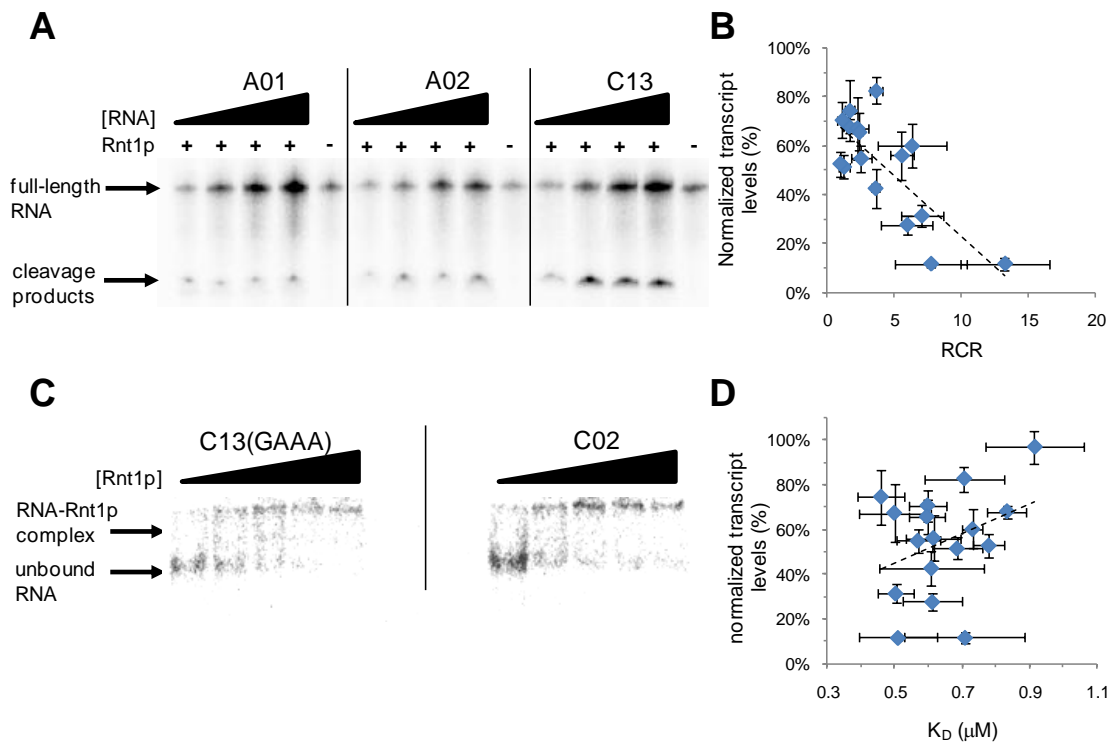 A
A01 A02 C13
[RNA]
Rnt1p + + + + - + + + + - + + + + -
full-length
RNA
cleavage
products
B
Normalized transcript
levels (%)
100%
80%
60%
40%
20%
0%
0 5 10 15 20
RCR
C
C13(GAAA) C02
[Rnt1p]
RNA-Rnt1p
complex
unbound
RNA
D
normalized transcript
levels (%)
100%
80%
60%
40%
20%
0%
0.3 0.5 0.7 0.9 1.1
KD (μM)